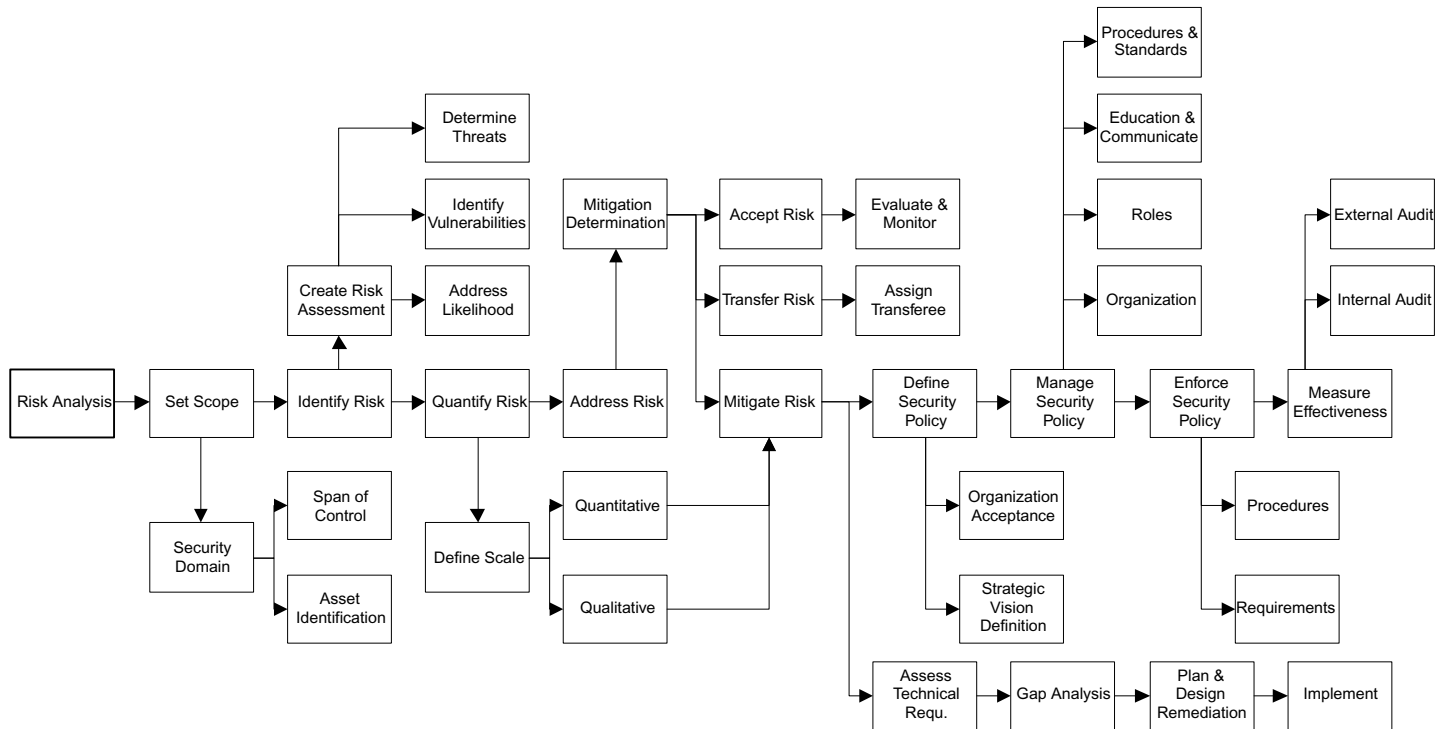 Procedures &
Standards
Determine
Threats
Education &
Communicate
Identify
Vulnerabilities
Mitigation
Determination
Accept Risk
Evaluate &
Monitor
Roles
External Audit
Create Risk
Assessment
Address
Likelihood
Transfer Risk
Assign
Transferee
Organization
Internal Audit
Risk Analysis
Set Scope
Identify Risk
Quantify Risk
Address Risk
Mitigate Risk
Define
Security
Policy
Manage
Security
Policy
Enforce
Security
Policy
Measure
Effectiveness
Span of
Control
Quantitative
Organization
Acceptance
Procedures
Security
Domain
Define Scale
Asset
Identification
Qualitative
Strategic
Vision
Definition
Requirements
Assess
Technical
Requ.
Gap Analysis
Plan &
Design
Remediation
Implement